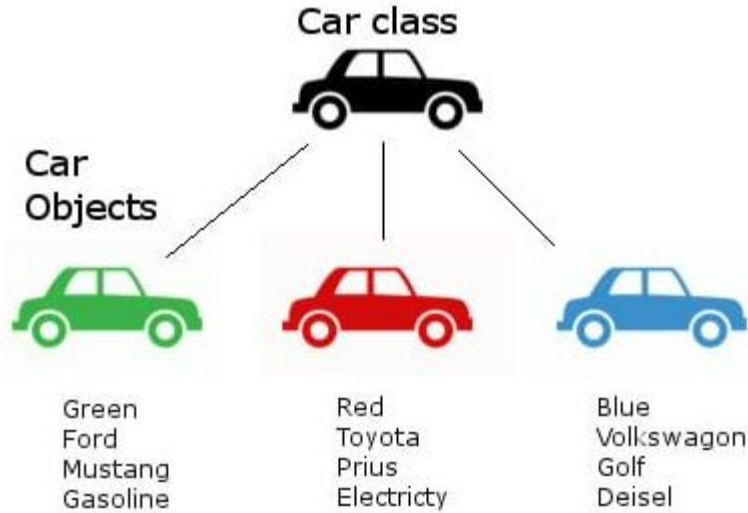 Car class
Car
Objects
Green
Ford
Mustang
Gasoline
Red
Toyota
Prius
Electricty
Blue
Volkswagon
Golf
Deisel